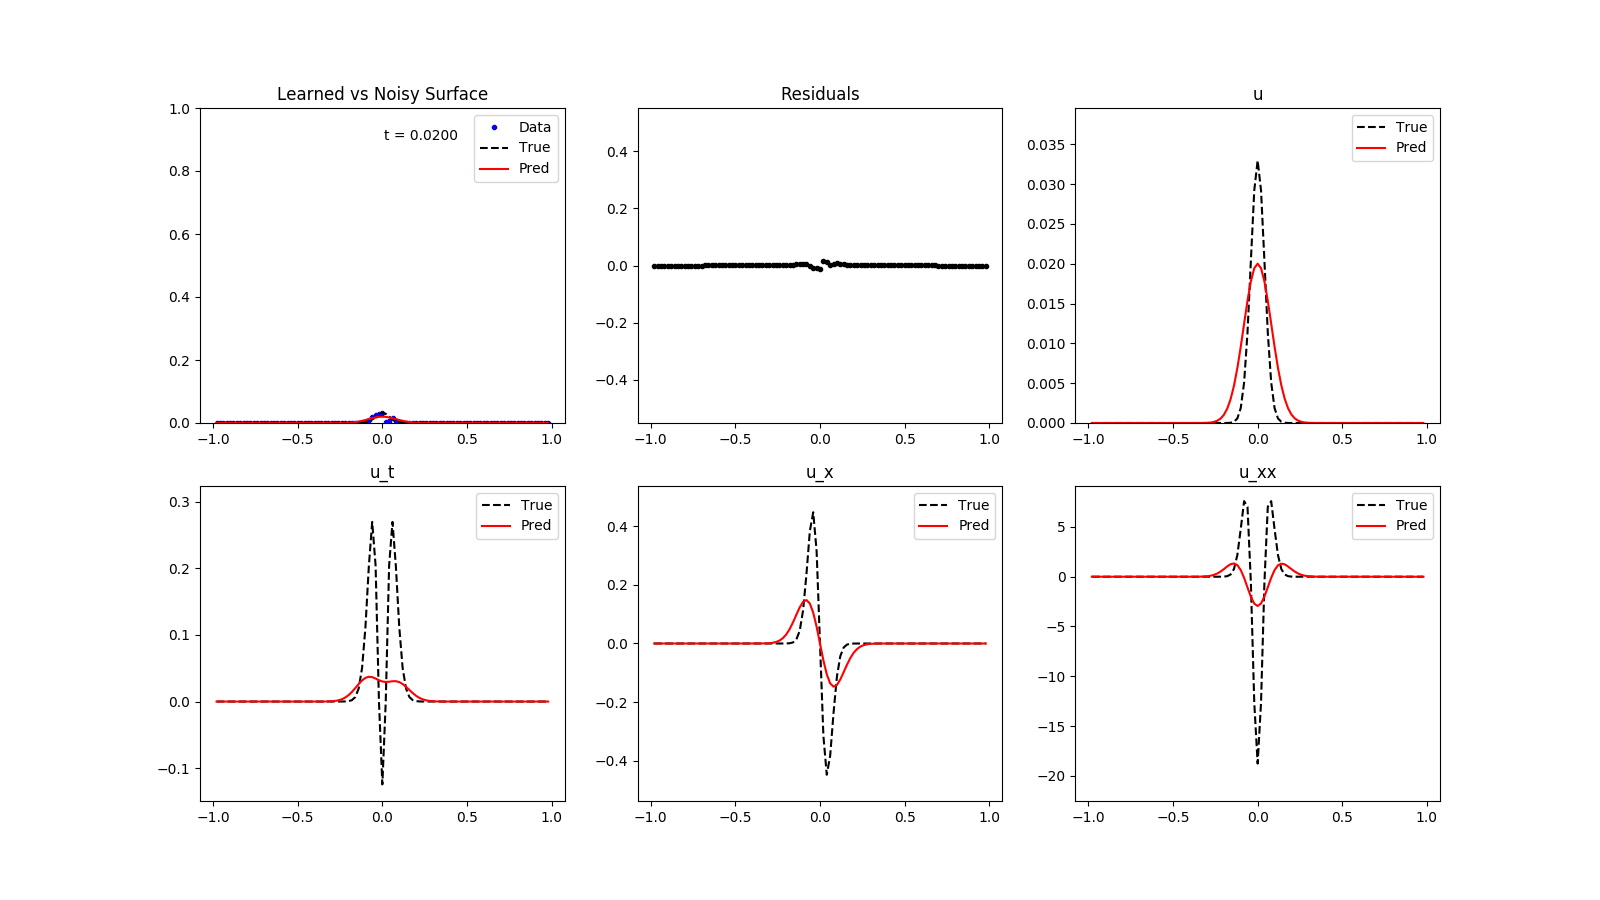 Learned vs Noisy Surface
1.0
0.8
0.6
0.4
0.2
0.0
−1.0 −0.5 0.0 0.5 1.0
t = 0.0200
Data
True
Pred
Residuals
0.4
0.2
0.0
−0.2
−0.4
−1.0 −0.5 0.0 0.5 1.0
u
0.035
0.030
0.025
0.020
0.015
0.010
0.005
0.000
−1.0 −0.5 0.0 0.5 1.0
True
Pred
u_t
0.3
0.2
0.1
0.0
−0.1
−1.0 −0.5 0.0 0.5 1.0
True
Pred
u_x
0.4
0.2
0.0
−0.2
−0.4
−1.0 −0.5 0.0 0.5 1.0
True
Pred
u_xx
5
0
−5
−10
−15
−20
−1.0 −0.5 0.0 0.5 1.0
True
Pred